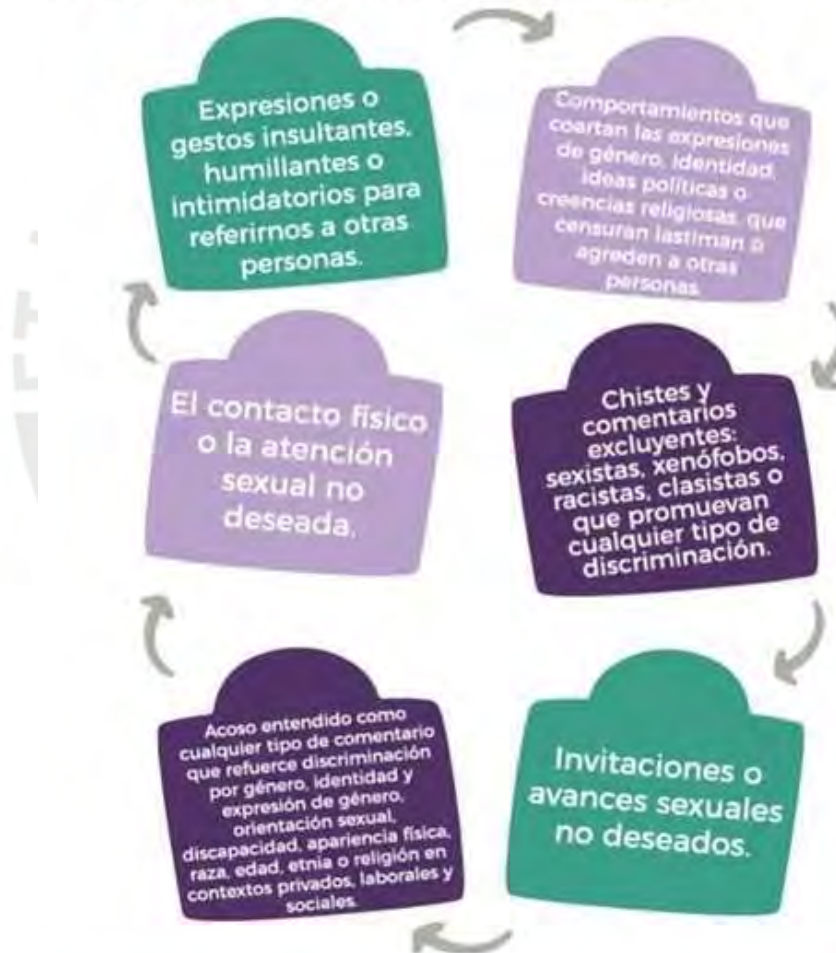 Expresiones o
gestos insultantes,
humillantes o
intimidatorios para
referirnos a otras
personas.
Comportamientos que
coartan las expresiones
de género, identidad,
ideas políticas o
creencias religiosas, que
censuran lastiman o
agreden a otras
personas
Chistes y
comentarios
excluyentes:
sexistas, xenófobos,
racistas, clasistas o
que promuevan
cualquier tipo de
discriminación.
Invitaciones o
avances sexuales
no deseados.
Acoso entendido como
cualquier tipo de comentario
que refuerce discriminación
por género, identidad y
expresión de género,
orientación sexual,
discapacidad, apariencia física,
raza, edad, etnia o religión en
contextos privados, laborales y
sociales.
El contacto físico
o la atención
sexual no
deseada.